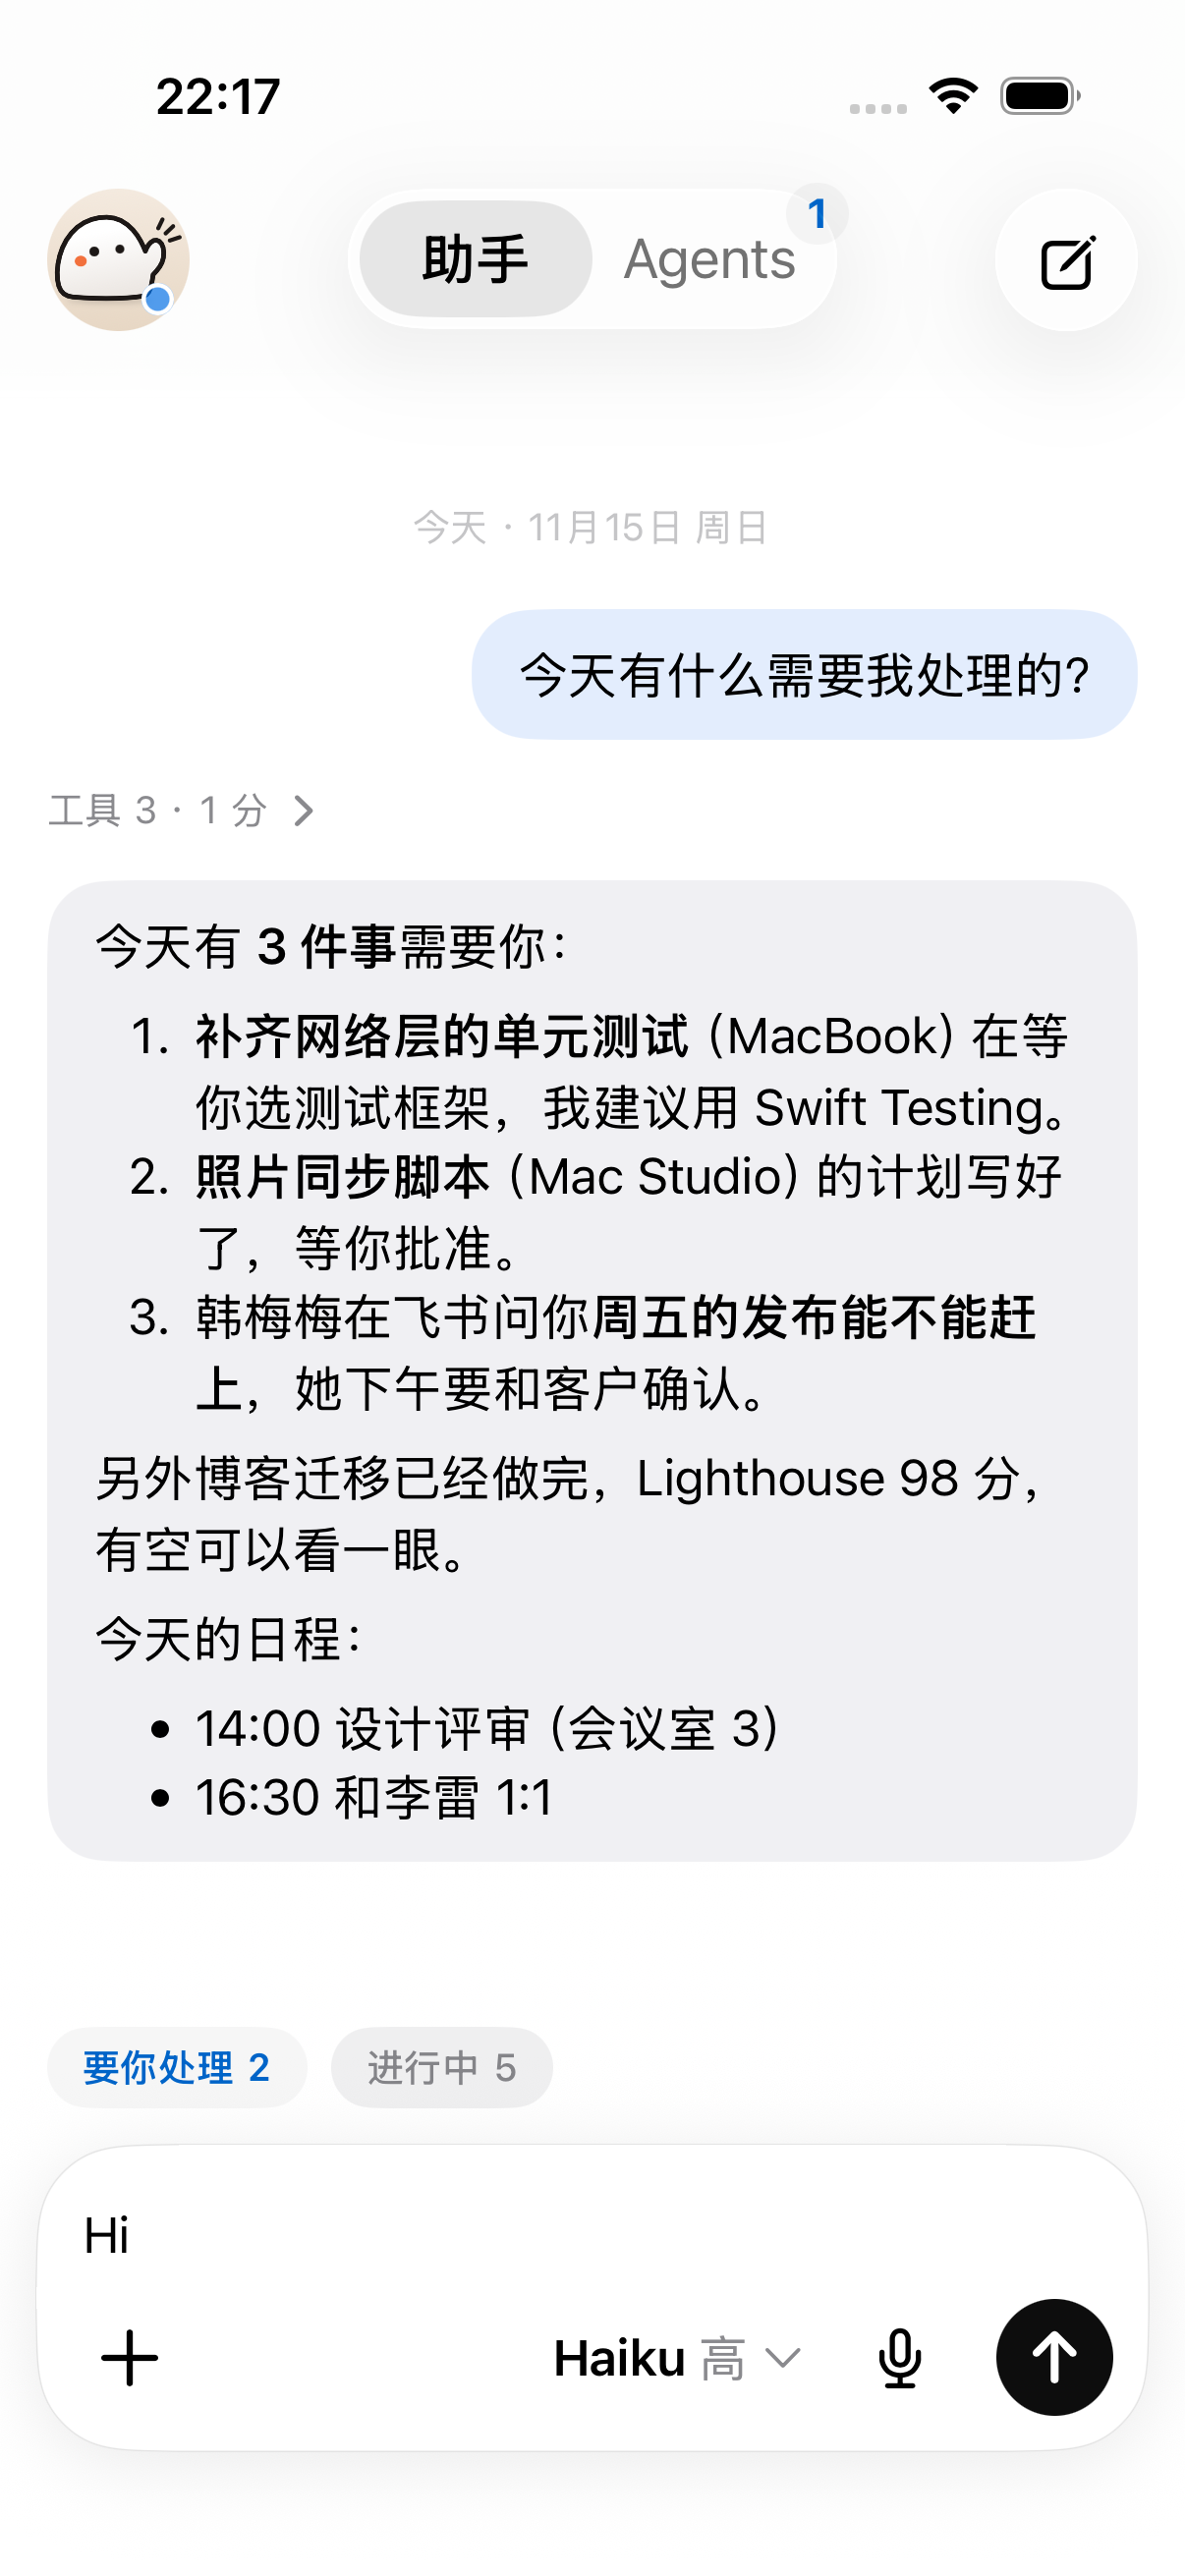 22:17
助手
Agents
1
今天 · 11月15日 周日
今天有什么需要我处理的?
工具 3 · 1 分
今天有 3 件事需要你：
1. 补齐网络层的单元测试（MacBook）在等
你选测试框架，我建议用 Swift Testing。
2. 照片同步脚本（Mac Studio）的计划写好
了，等你批准。
3. 韩梅梅在飞书问你周五的发布能不能赶
上，她下午要和客户确认。
另外博客迁移已经做完，Lighthouse 98 分，
有空可以看一眼。
今天的日程：
• 14:00 设计评审（会议室 3）
• 16:30 和李雷 1:1
要你处理 2
进行中 5
Hi
Haiku 高